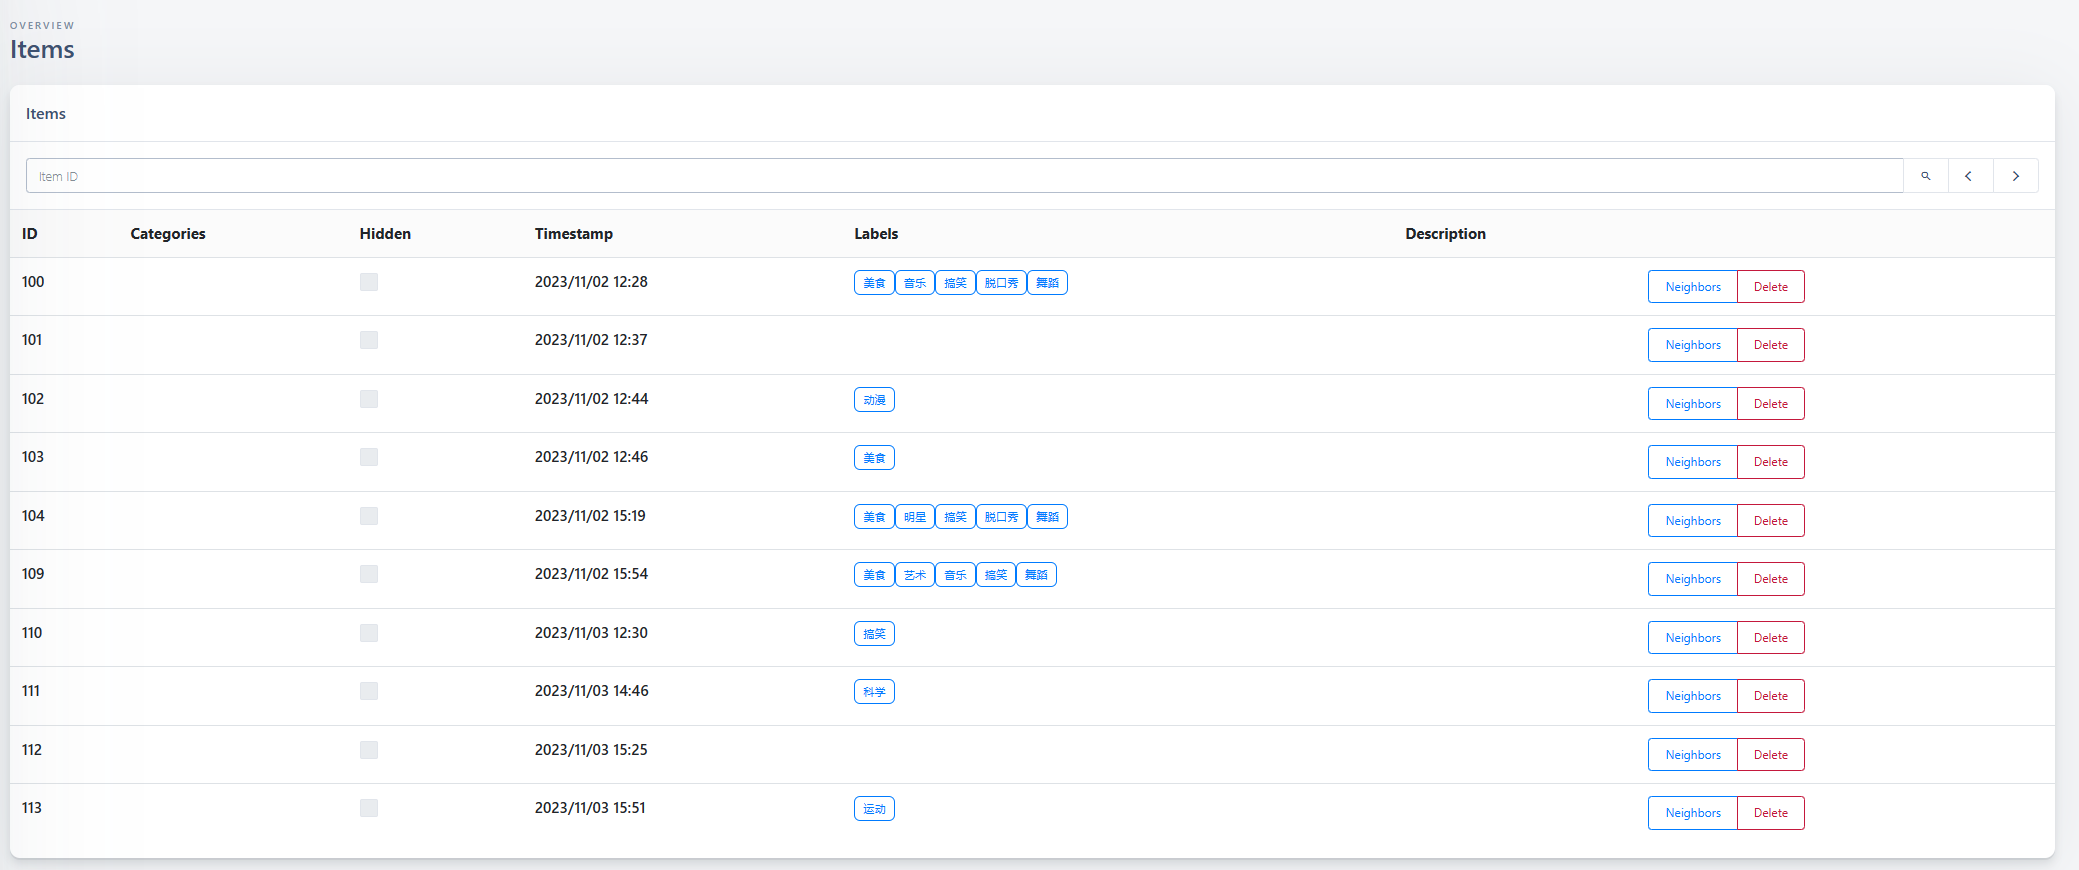 OVERVIEW
Items
Items
Item ID
ID Categories Hidden Timestamp Labels Description
100 2023/11/02 12:28 美食 音乐 搞笑 脱口秀 舞蹈 Neighbors Delete
101 2023/11/02 12:37 Neighbors Delete
102 2023/11/02 12:44 动漫 Neighbors Delete
103 2023/11/02 12:46 美食 Neighbors Delete
104 2023/11/02 15:19 美食 明星 搞笑 脱口秀 舞蹈 Neighbors Delete
109 2023/11/02 15:54 美食 艺术 音乐 搞笑 舞蹈 Neighbors Delete
110 2023/11/03 12:30 搞笑 Neighbors Delete
111 2023/11/03 14:46 科学 Neighbors Delete
112 2023/11/03 15:25 Neighbors Delete
113 2023/11/03 15:51 运动 Neighbors Delete